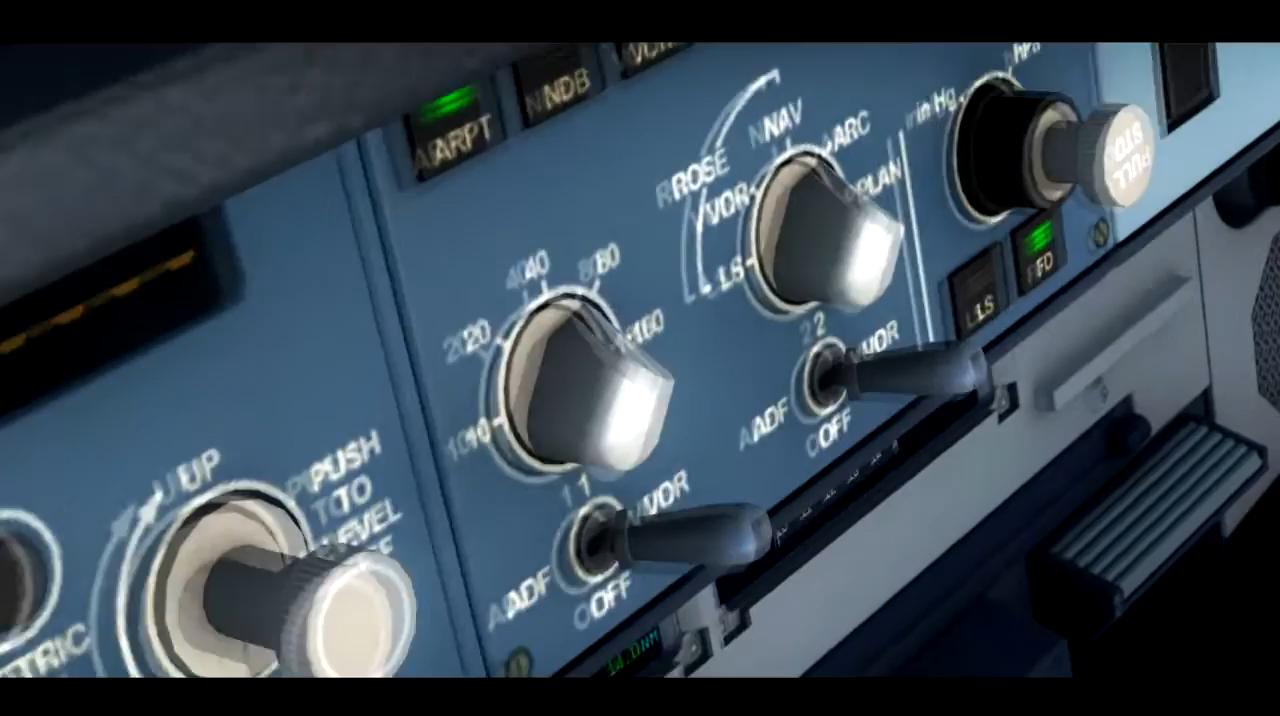 ARPT
NDB
hPa
in Hg
NAV
ARC
ROSE
PLAN
VOR
LS
PULL
STD
40
80
20
160
10
2
VOR
ADF
OFF
LS
FD
UP
PUSH
TO
LEVEL
OFF
1
VOR
ADF
OFF